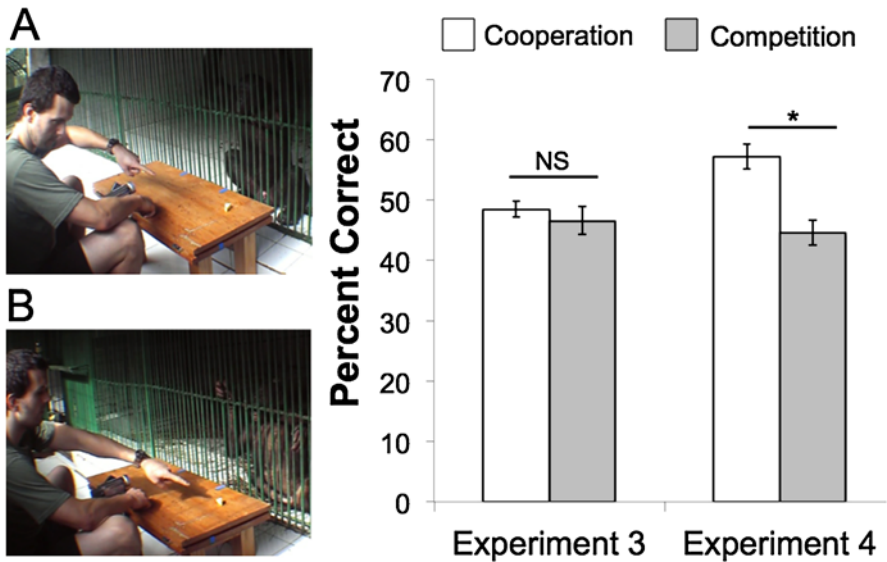 A
B
Cooperation
Competition
Percent Correct
70
60
50
40
30
20
10
0
NS
*
Experiment 3
Experiment 4